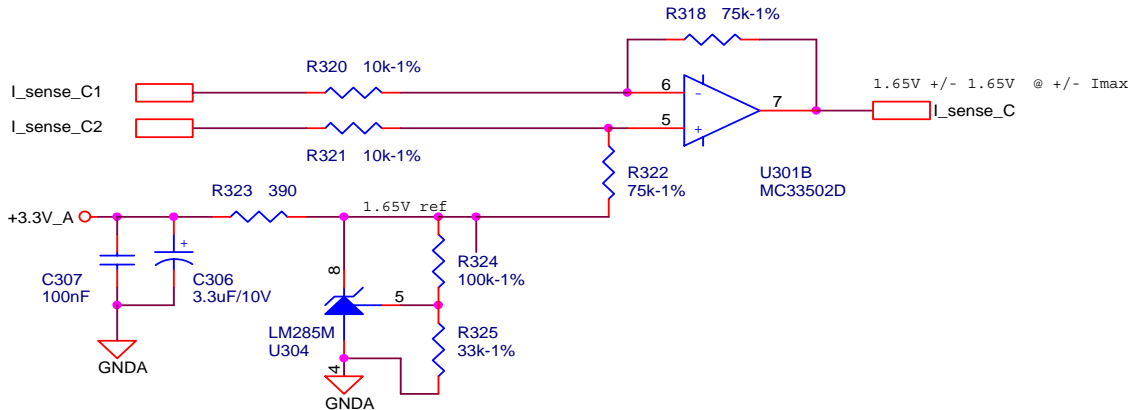 R318 75k-1%
R320 10k-1%
1.65V +/- 1.65V @ +/- Imax
I_sense_C1
6
-
7
I_sense_C
I_sense_C2
5
+
R321 10k-1%
R322
75k-1%
U301B
MC33502D
R323 390
1.65V ref
+3.3V_A
+
C307
100nF
C306
3.3uF/10V
8
R324
100k-1%
5
LM285M
U304
R325
33k-1%
4
GNDA
GNDA